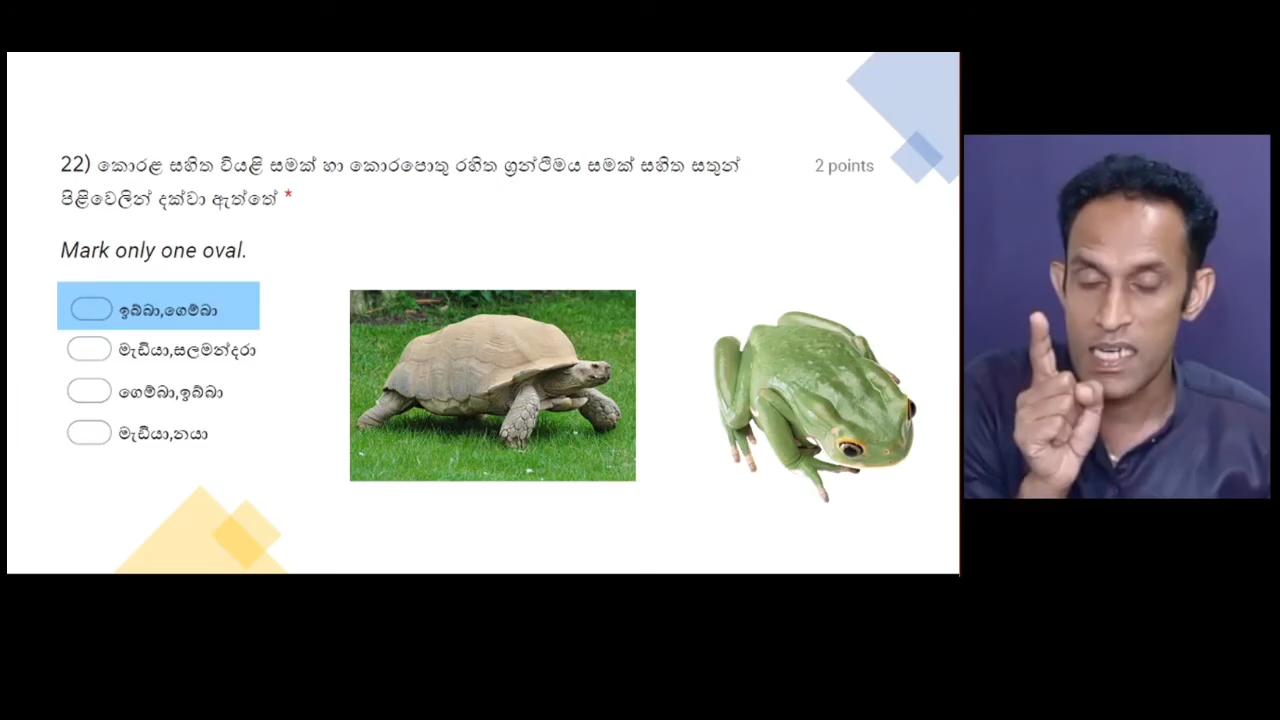 22) කොරළ සහිත වියළි සමක් හා කොරපොතු රහිත ග්‍රන්ථිමය සමක් සහිත සතුන්
2 points
පිළිවෙලින් දක්වා ඇත්තේ *
Mark only one oval.
ඉබ්බා,ගෙම්බා
මැඩියා,සලමන්දරා
ගෙම්බා,ඉබ්බා
මැඩියා,නයා